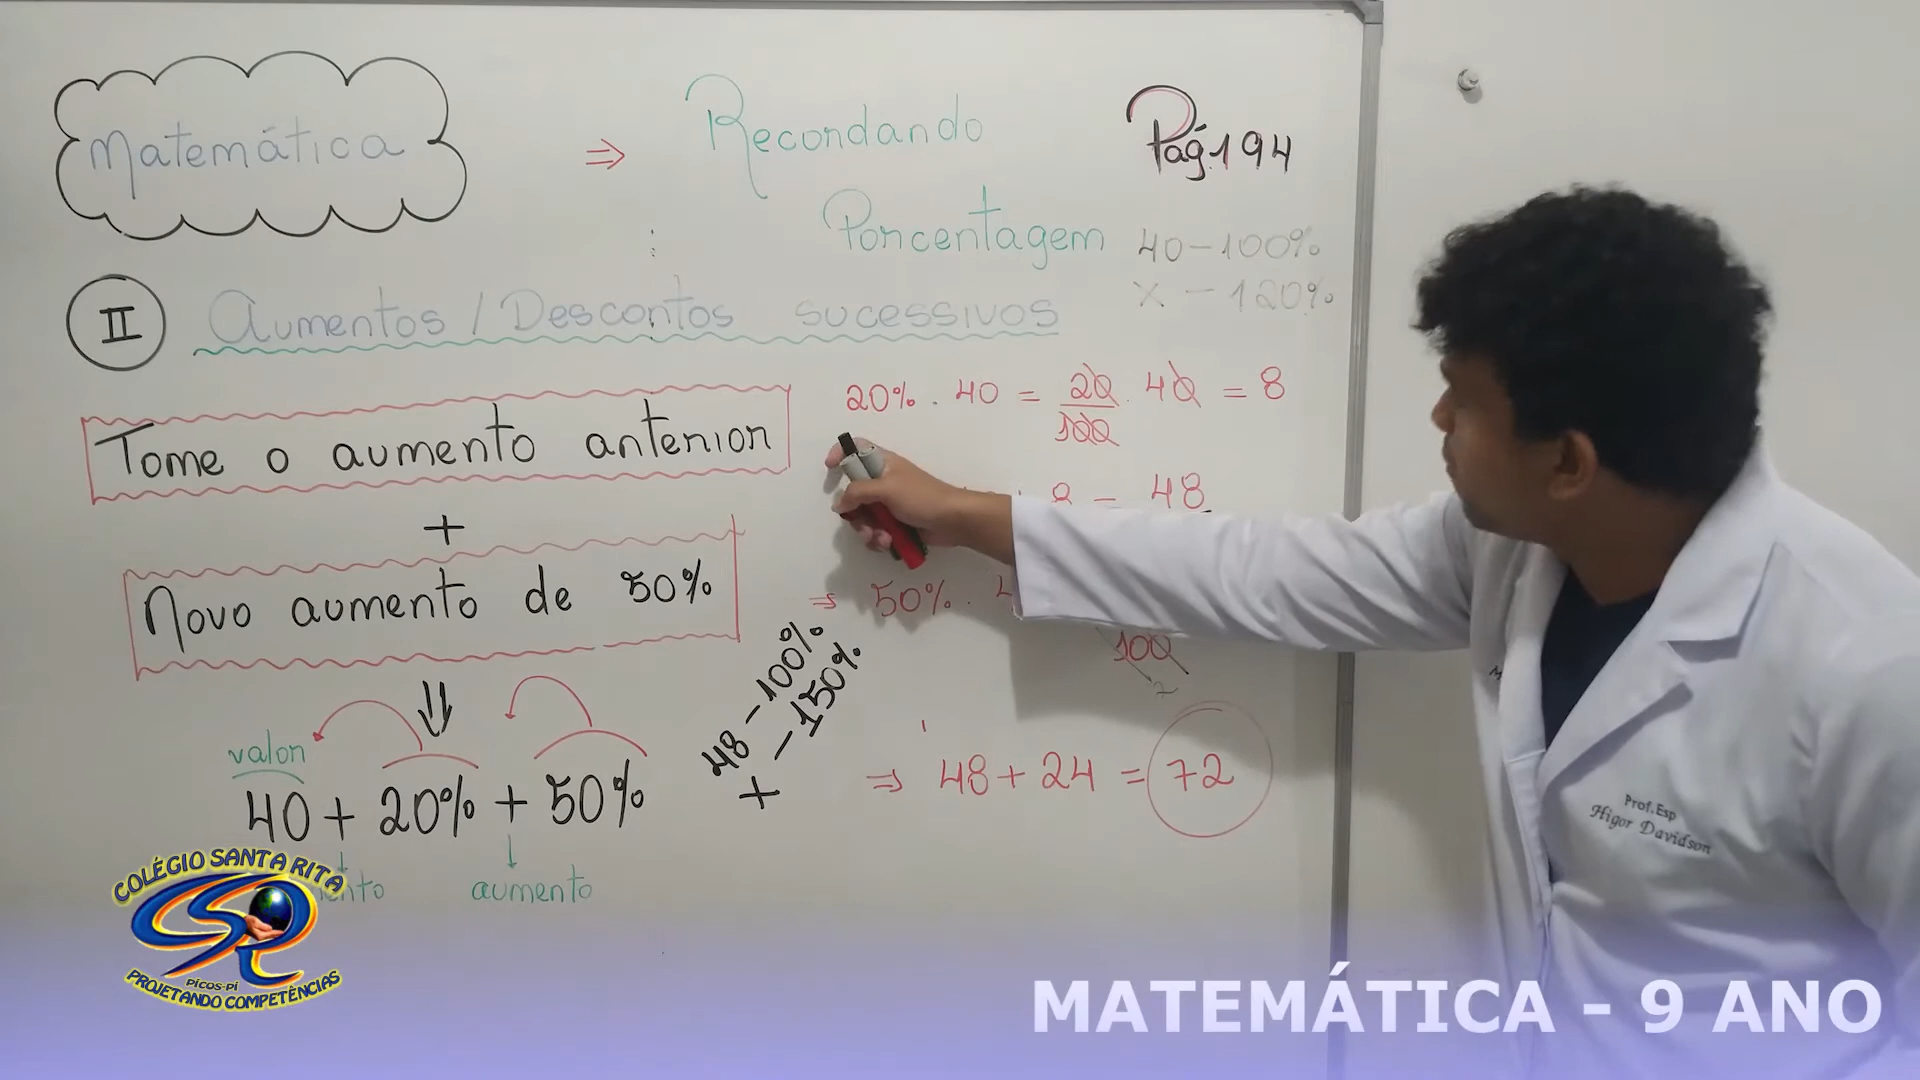 Matemática
⇒ Recordando
Porcentagem
Pág.194
40 - 100%
x - 120%
II Aumentos / Descontos sucessivos
Tome o aumento anterior
+
Novo aumento de 50%
valor
40 + 20% + 50%
aumento
20% . 40 = 20/100 . 40 = 8
8 = 48
⇒ 50% .
100
2
48 - 100%
x - 150%
⇒ 48 + 24 = 72
Prof. Esp
Higor Davidson
COLÉGIO SANTA RITA
PICOS-PI
PROJETANDO COMPETÊNCIAS
MATEMÁTICA - 9 ANO